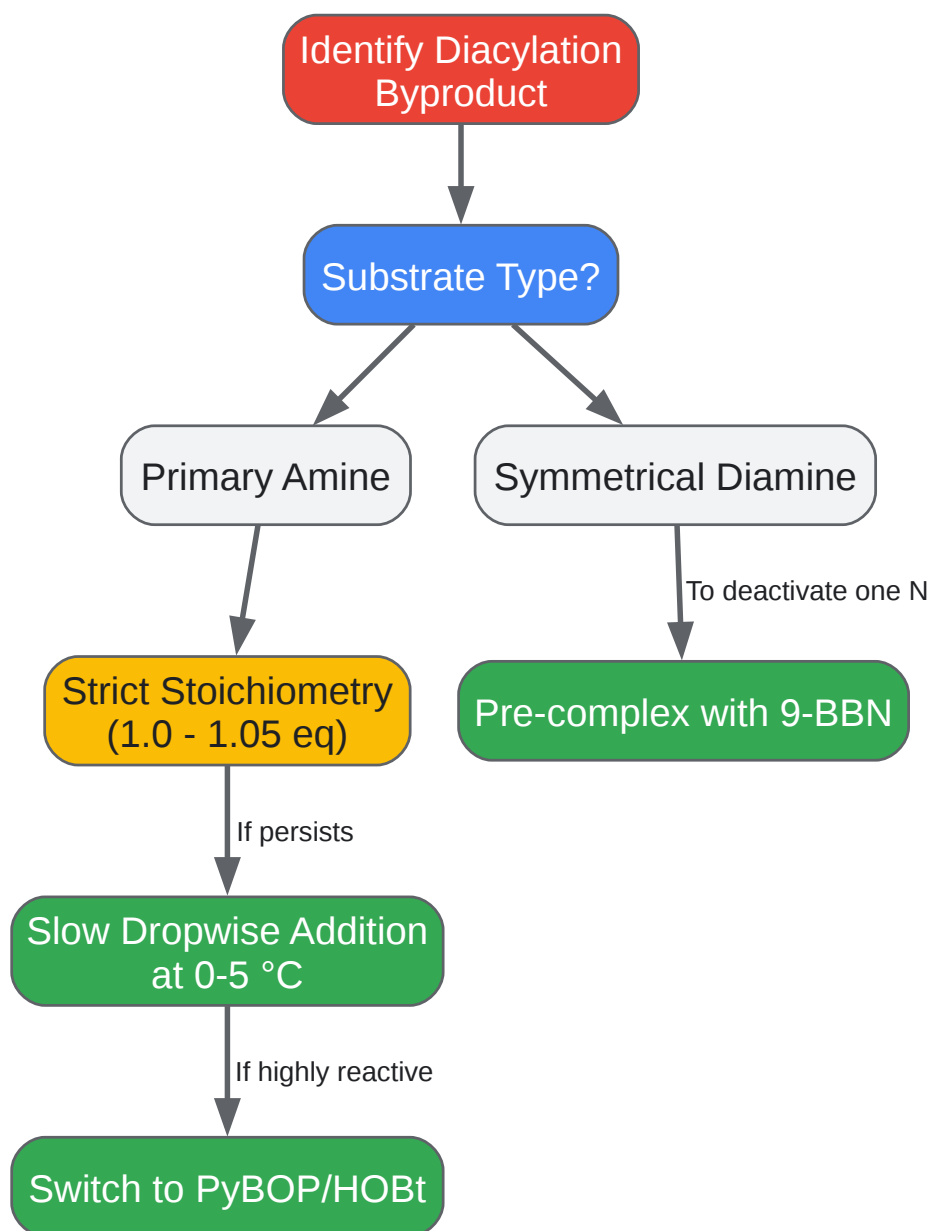 Identify Diacylation
Byproduct
Substrate Type?
Primary Amine
Symmetrical Diamine
To deactivate one N
Strict Stoichiometry
(1.0 - 1.05 eq)
Pre-complex with 9-BBN
If persists
Slow Dropwise Addition
at 0-5 °C
If highly reactive
Switch to PyBOP/HOBt